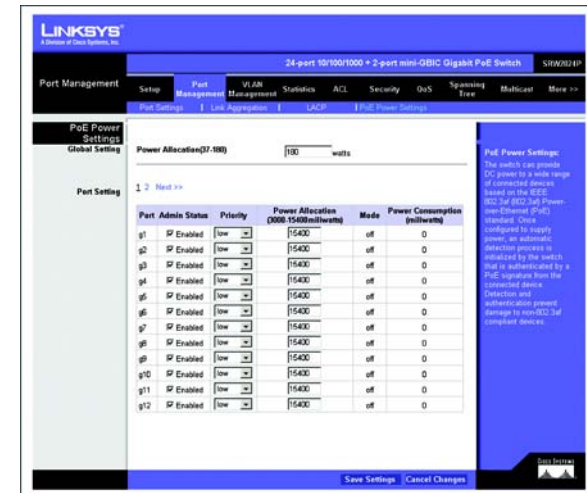 LINKSYS®
A Division of Cisco Systems, Inc.
24-port 10/100/1000 + 2-port mini-GBIC Gigabit PoE Switch SRW2024P
Port Management
Setup Port Management VLAN Management Statistics ACL Security QoS Spanning Tree Multicast More >>
Port Settings | Link Aggregation | LACP | PoE Power Settings
PoE Power Settings
Global Setting
Power Allocation(37-180) 180 watts
Port Setting
1 2 Next >>
Port Admin Status Priority Power Allocation (3000-15400milliwatts) Mode Power Consumption (milliwatts)
g1 Enabled low 15400 off 0
g2 Enabled low 15400 off 0
g3 Enabled low 15400 off 0
g4 Enabled low 15400 off 0
g5 Enabled low 15400 off 0
g6 Enabled low 15400 off 0
g7 Enabled low 15400 off 0
g8 Enabled low 15400 off 0
g9 Enabled low 15400 off 0
g10 Enabled low 15400 off 0
g11 Enabled low 15400 off 0
g12 Enabled low 15400 off 0
PoE Power Settings:
The switch can provide
DC power to a wide range
of connected devices
based on the IEEE
802.3af (802.3af) Power-
over-Ethernet (PoE)
standard. Once
configured to supply
power, an automatic
detection process is
initialized by the switch
that is authenticated by a
PoE signature from the
connected device.
Detection and
authentication prevent
damage to non-802.3af
compliant devices.
Save Settings Cancel Changes
CISCO SYSTEMS